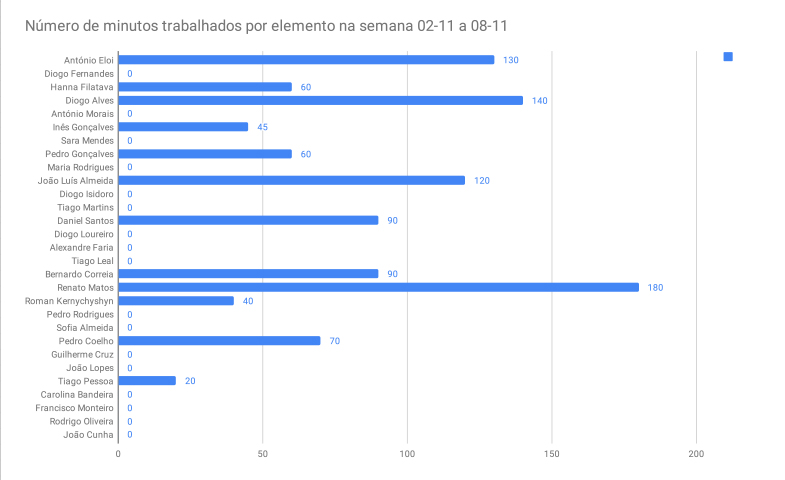 Número de minutos trabalhados por elemento na semana 02-11 a 08-11
António Eloi 130
Diogo Fernandes 0
Hanna Filatava 60
Diogo Alves 140
António Morais 0
Inés Gonçalves 45
Sara Mendes 0
Pedro Gonçalves 60
Maria Rodrigues 0
João Luís Almeida 120
Diogo Isidoro 0
Tiago Martins 0
Daniel Santos 90
Diogo Loureiro 0
Alexandre Faria 0
Tiago Leal 0
Bernardo Correia 90
Renato Matos 180
Roman Kernychyshyn 40
Pedro Rodrigues 0
Sofia Almeida 0
Pedro Coelho 70
Guilherme Cruz 0
João Lopes 0
Tiago Pessoa 20
Carolina Bandeira 0
Francisco Monteiro 0
Rodrigo Oliveira 0
João Cunha 0
0 50 100 150 200